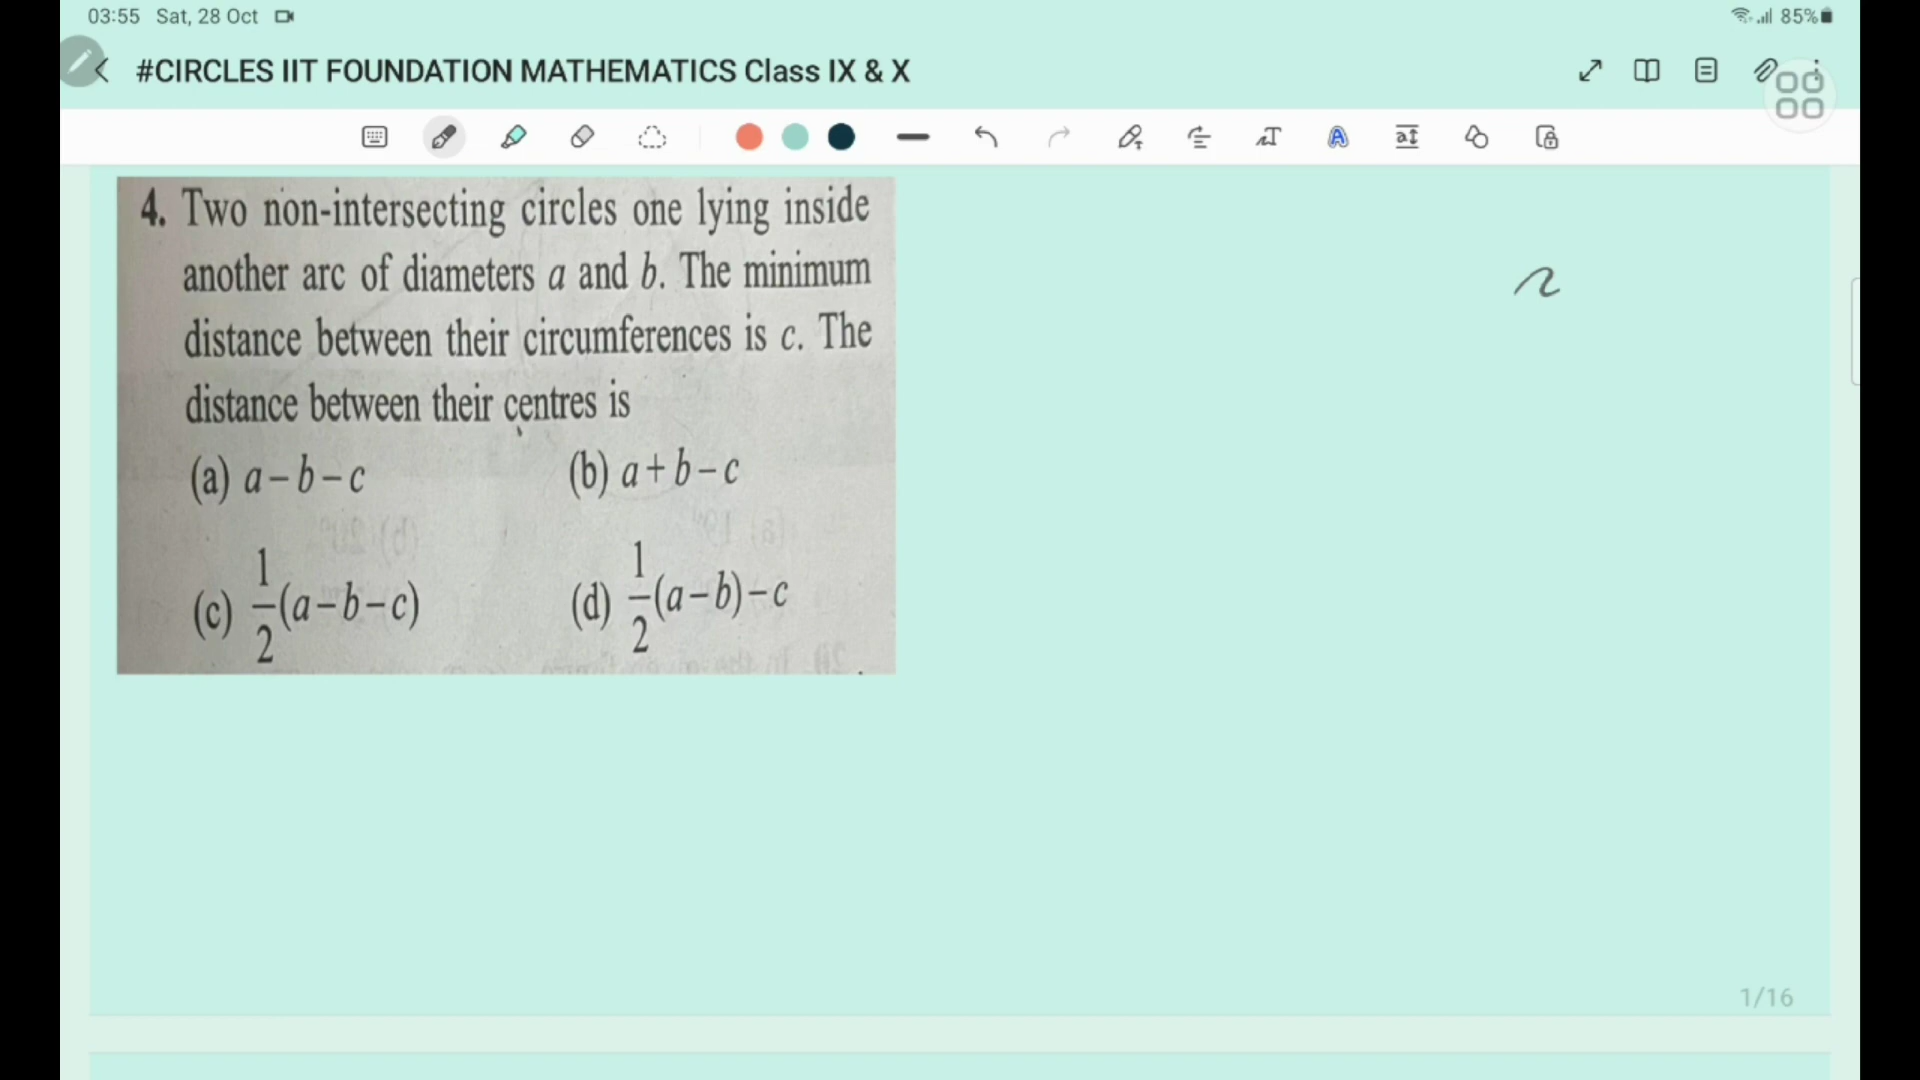 03:55 Sat, 28 Oct
85%
#CIRCLES IIT FOUNDATION MATHEMATICS Class IX & X
4. Two non-intersecting circles one lying inside
another arc of diameters a and b. The minimum
distance between their circumferences is c. The
distance between their centres is
(a) a – b – c (b) a + b – c
(c) 1/2(a – b – c) (d) 1/2(a – b) – c
1/16